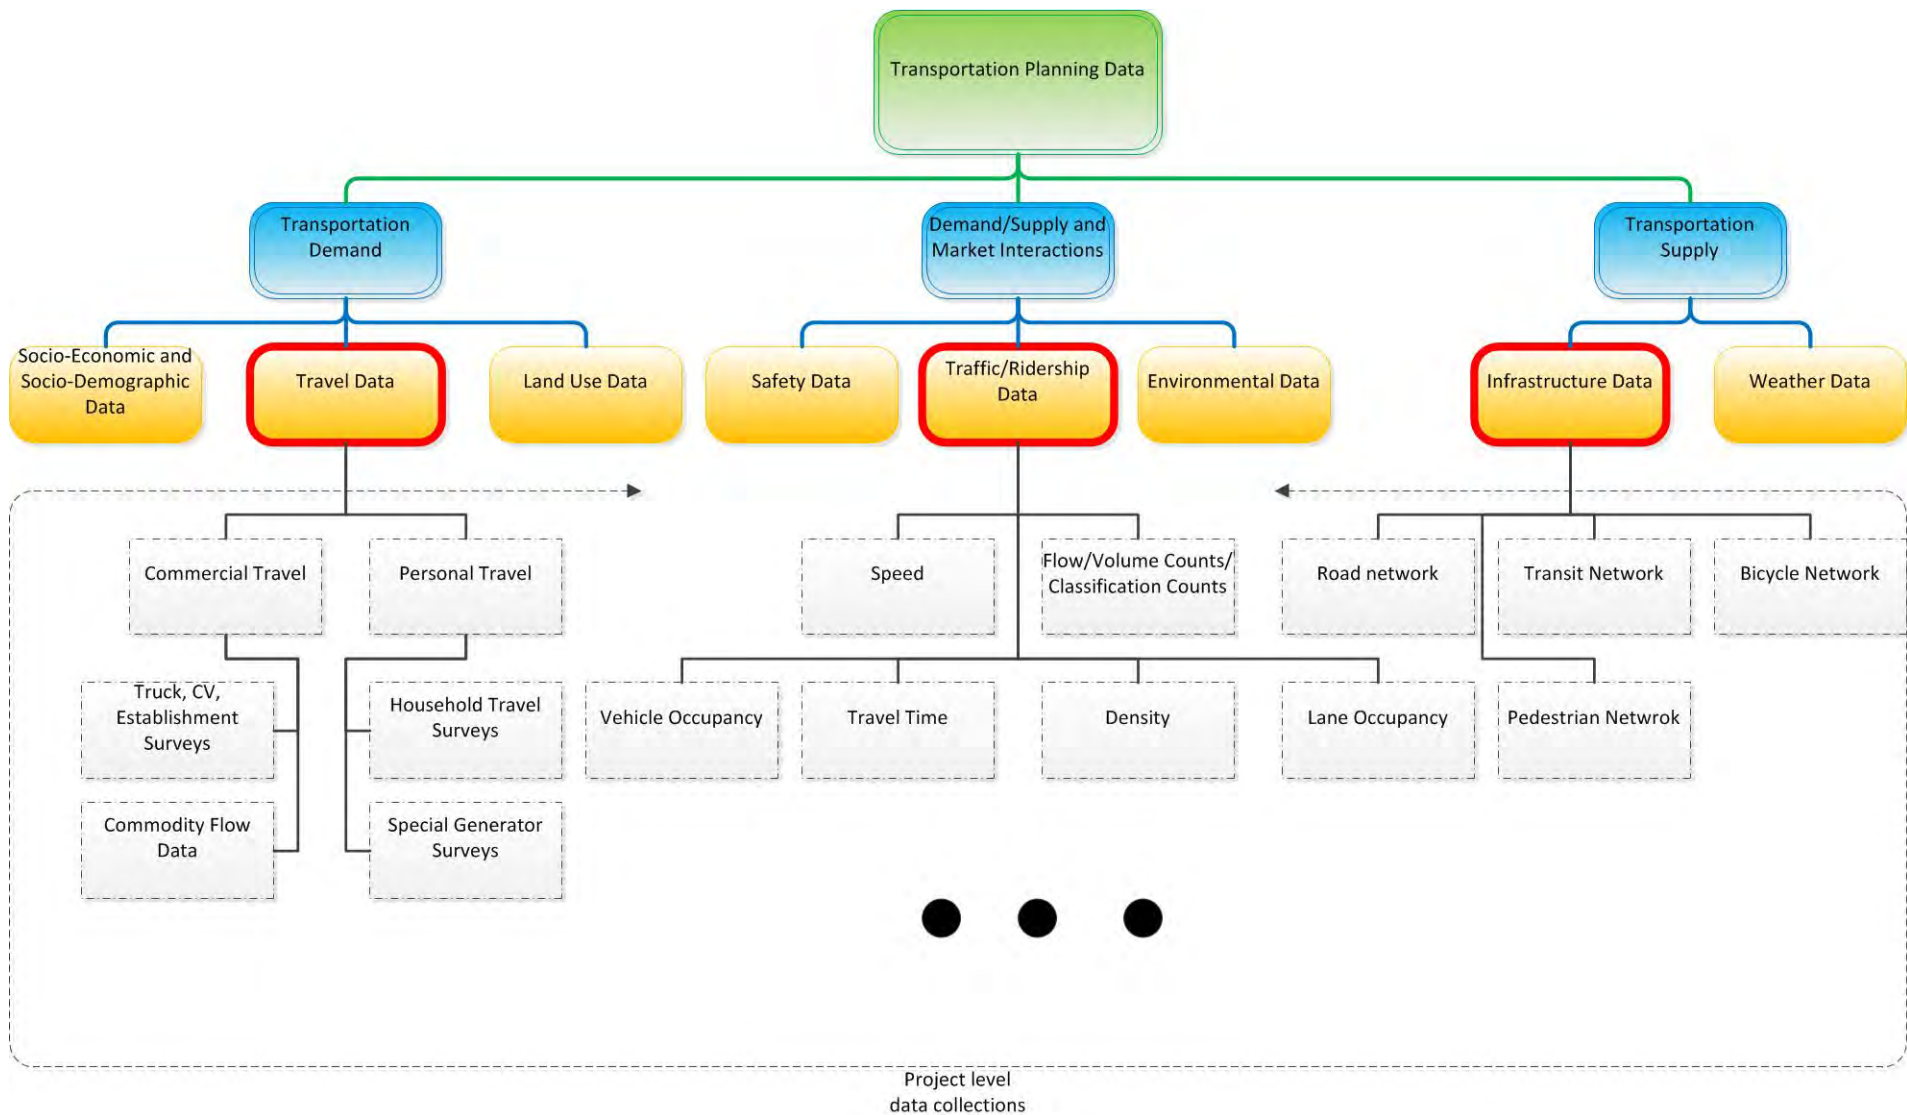 Transportation Planning Data
Transportation
Demand
Demand/Supply and
Market Interactions
Transportation
Supply
Socio-Economic and
Socio-Demographic
Data
Travel Data
Land Use Data
Safety Data
Traffic/Ridership
Data
Environmental Data
Infrastructure Data
Weather Data
Commercial Travel
Personal Travel
Speed
Flow/Volume Counts/
Classification Counts
Road network
Transit Network
Bicycle Network
Truck, CV,
Establishment
Surveys
Household Travel
Surveys
Vehicle Occupancy
Travel Time
Density
Lane Occupancy
Pedestrian Netwrok
Commodity Flow
Data
Special Generator
Surveys
Project level
data collections